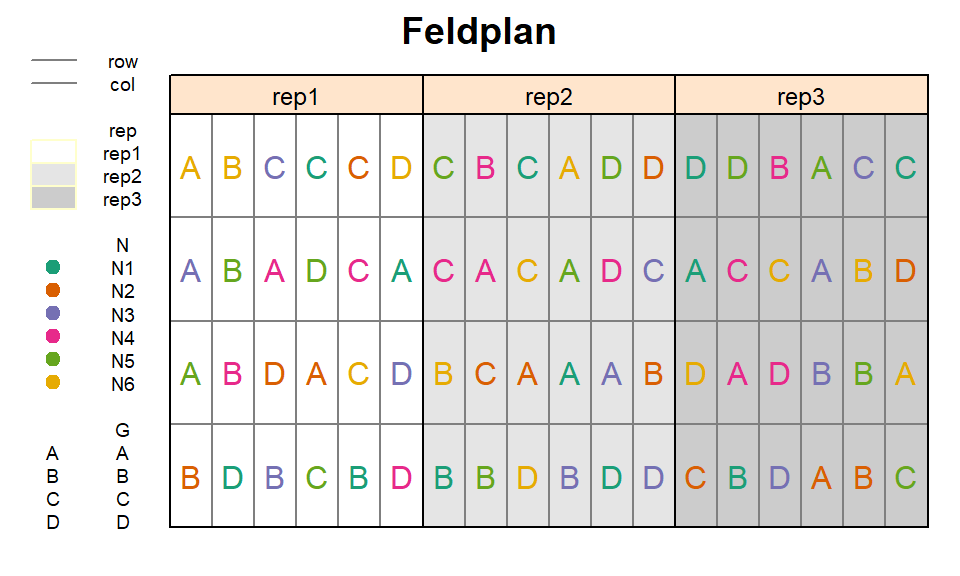 Feldplan
row
col
rep
rep1
rep2
rep3
N
N1
N2
N3
N4
N5
N6
G
A A
B B
C C
D D
rep1 rep2 rep3
A B C C C D C B C A D D D D B A C C
A B A D C A C A C A D C A C C A B D
A B D A C D B C A A A B D A D B B A
B D B C B D B B D B D D C B D A B C